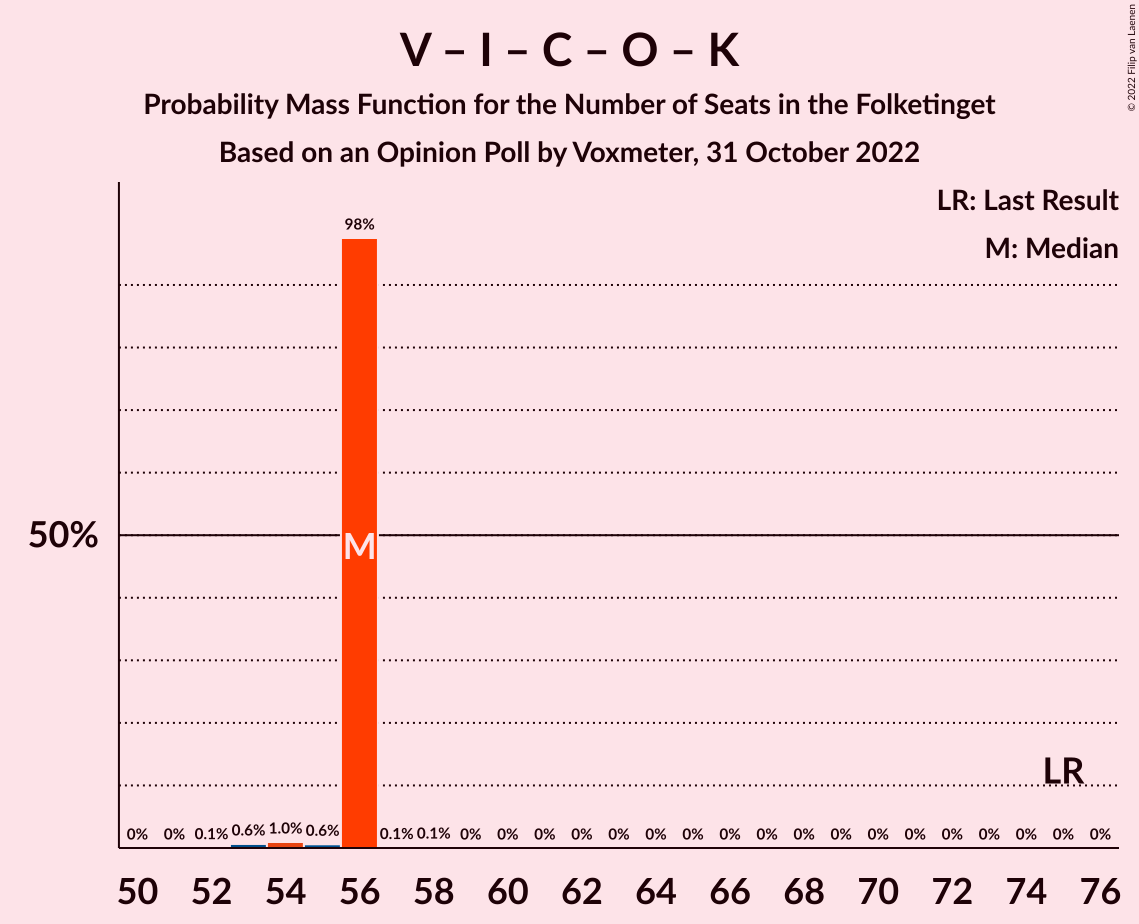 V – I – C – O – K
Probability Mass Function for the Number of Seats in the Folketinget
Based on an Opinion Poll by Voxmeter, 31 October 2022
© 2022 Filip van Laenen
LR: Last Result
M: Median
98%
50%
M
LR
0% 0% 0.1% 0.6% 1.0% 0.6% 0.1% 0.1% 0% 0% 0% 0% 0% 0% 0% 0% 0% 0% 0% 0% 0% 0% 0% 0% 0% 0%
50 52 54 56 58 60 62 64 66 68 70 72 74 76